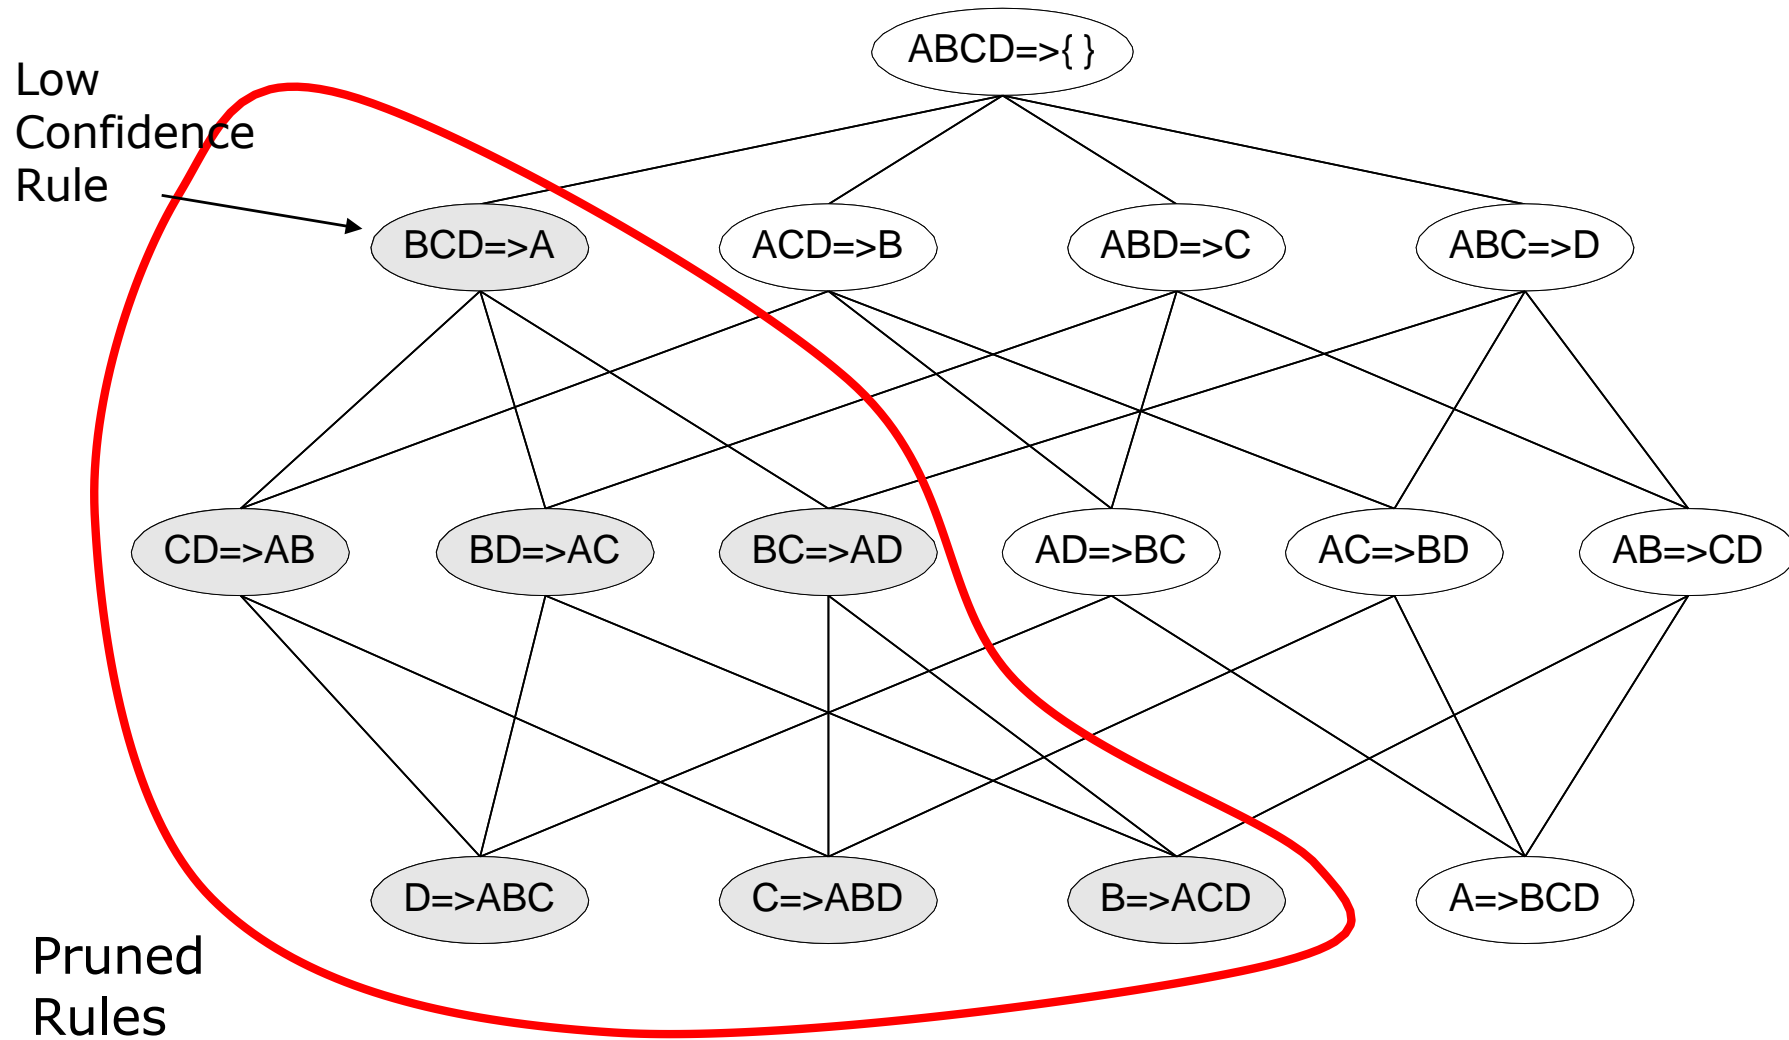 ABCD=>{ }
Low
Confidence
Rule
BCD=>A
ACD=>B
ABD=>C
ABC=>D
CD=>AB
BD=>AC
BC=>AD
AD=>BC
AC=>BD
AB=>CD
D=>ABC
C=>ABD
B=>ACD
A=>BCD
Pruned
Rules